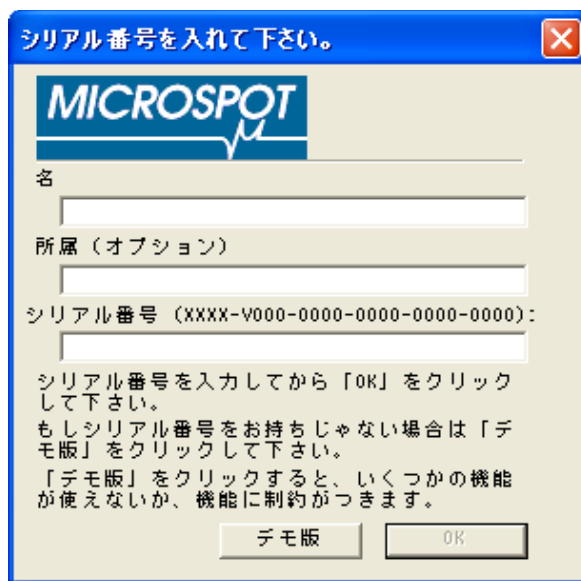 シリアル番号を入れて下さい。
MICROSPOT
μ
名
所属（オプション）
シリアル番号（XXXX-V000-0000-0000-0000-0000）:
シリアル番号を入力してから「OK」をクリック
して下さい。
もしシリアル番号をお持ちじゃない場合は「デ
モ版」をクリックして下さい。
「デモ版」をクリックすると、いくつかの機能
が使えないか、機能に制約がつきます。
デモ版
OK